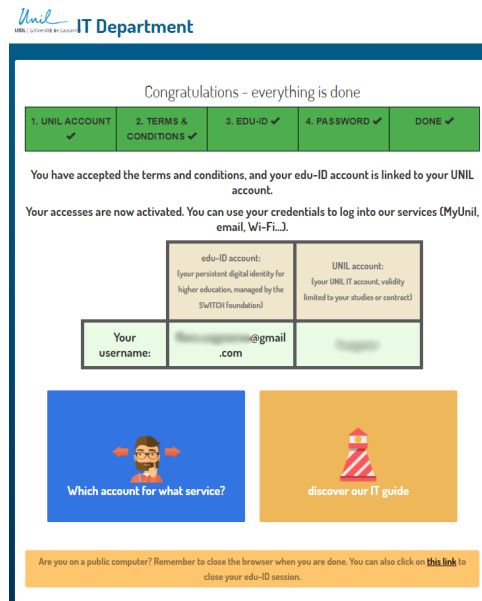 Unil
UNIL | Université de Lausanne
IT Department
Congratulations - everything is done
1. UNIL ACCOUNT ✔
2. TERMS &
CONDITIONS ✔
3. EDU-ID ✔
4. PASSWORD ✔
DONE ✔
You have accepted the terms and conditions, and your edu-ID account is linked to your UNIL
account.
Your accesses are now activated. You can use your credentials to log into our services (MyUnil,
email, Wi-Fi...).
edu-ID account:
(your persistent digital identity for
higher education, managed by the
SWITCH foundation)
UNIL account:
(your UNIL IT account, validity
limited to your studies or contract)
Your
username:
@gmail
.com
Which account for what service?
discover our IT guide
Are you on a public computer? Remember to close the browser when you are done. You can also click on this link to
close your edu-ID session.